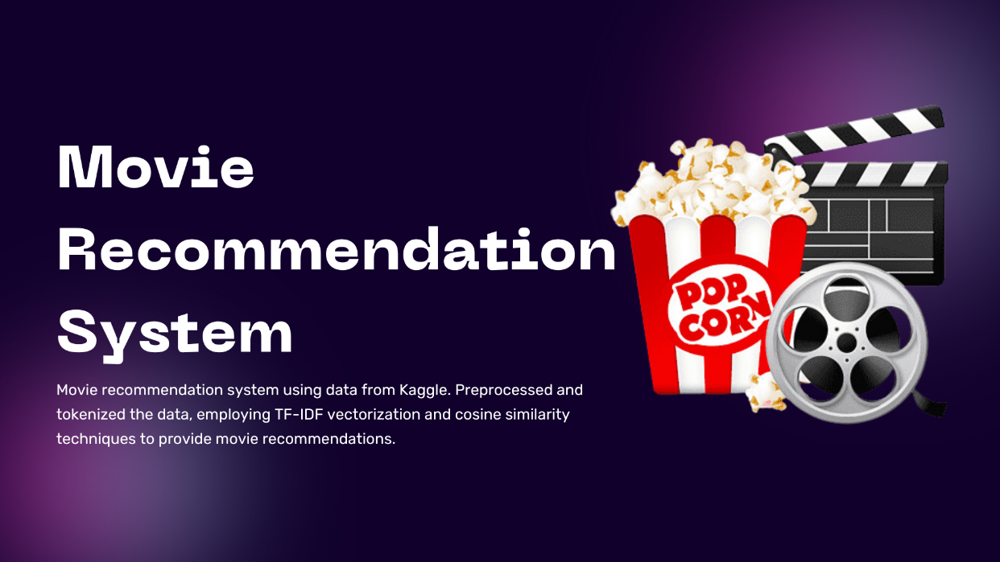 Movie
Recommendation
System
Movie recommendation system using data from Kaggle. Preprocessed and
tokenized the data, employing TF-IDF vectorization and cosine similarity
techniques to provide movie recommendations.
POP
CORN